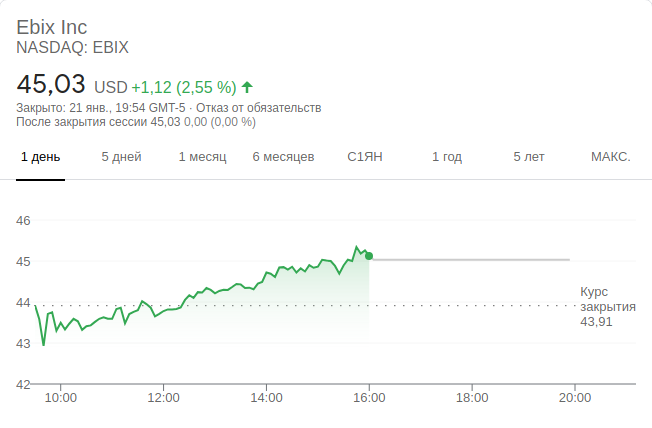 Ebix Inc
NASDAQ: EBIX
45,03 USD +1,12 (2,55 %)
Закрыто: 21 янв., 19:54 GMT-5 · Отказ от обязательств
После закрытия сессии 45,03 0,00 (0,00 %)
1 день 5 дней 1 месяц 6 месяцев С1ЯН 1 год 5 лет МАКС.
46
45
44
43
42
Курс
закрытия
43,91
10:00 12:00 14:00 16:00 18:00 20:00